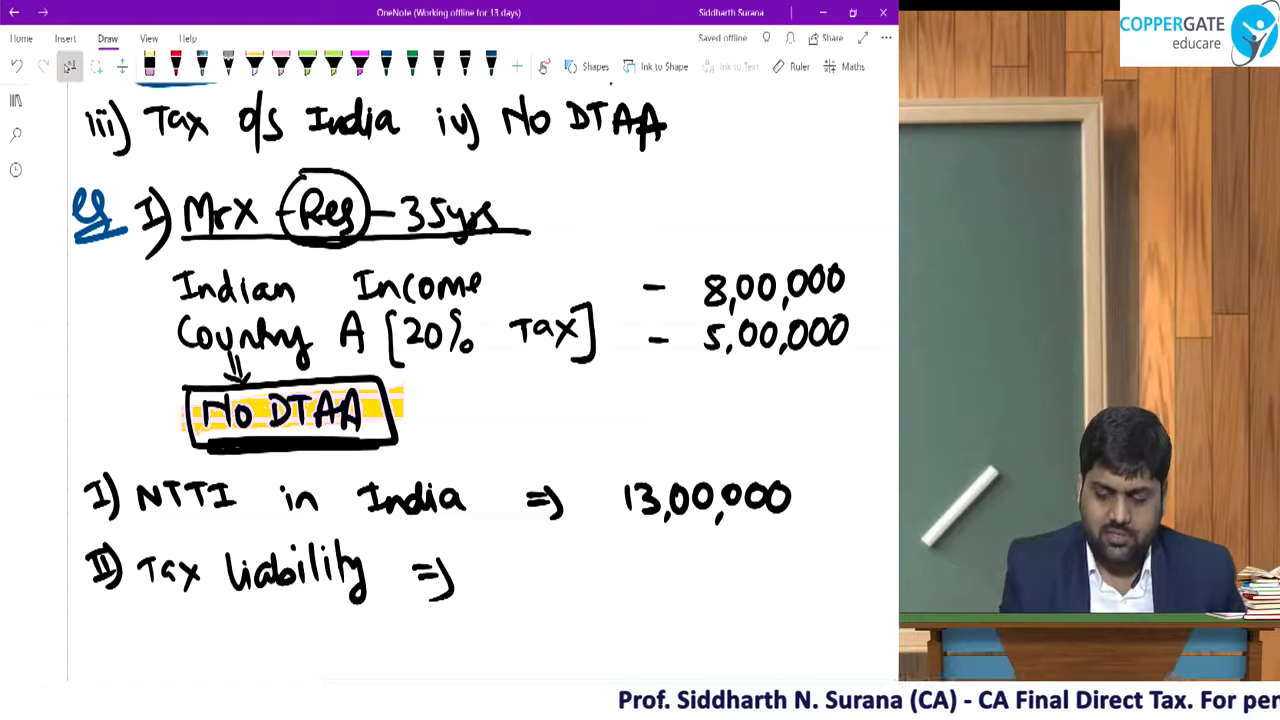 OneNote (Working offline for 13 days)
Siddharth Surana
Home Insert Draw View Help
Saved offline Share
Shapes Ink to Shape Ink to Text Ruler Maths
COPPERGATE
educare
iii) Tax o/s India iv) No DTAA
Eg I) Mr X - Res - 35yrs
Indian Income - 8,00,000
Country A [20% Tax] - 5,00,000
No DTAA
I) NTTI in India ⇒ 13,00,000
II) Tax liability ⇒
Prof. Siddharth N. Surana (CA) - CA Final Direct Tax. For per